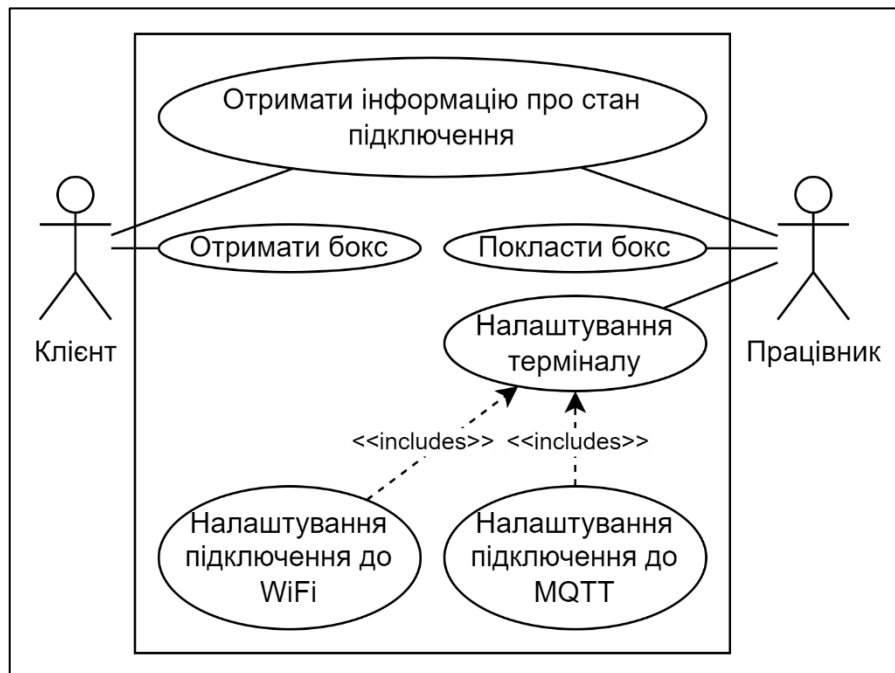 Отримати інформацію про стан
підключення
Отримати бокс
Покласти бокс
Клієнт
Налаштування
терміналу
Працівник
<<includes>>
<<includes>>
Налаштування
підключення до
WiFi
Налаштування
підключення до
MQTT